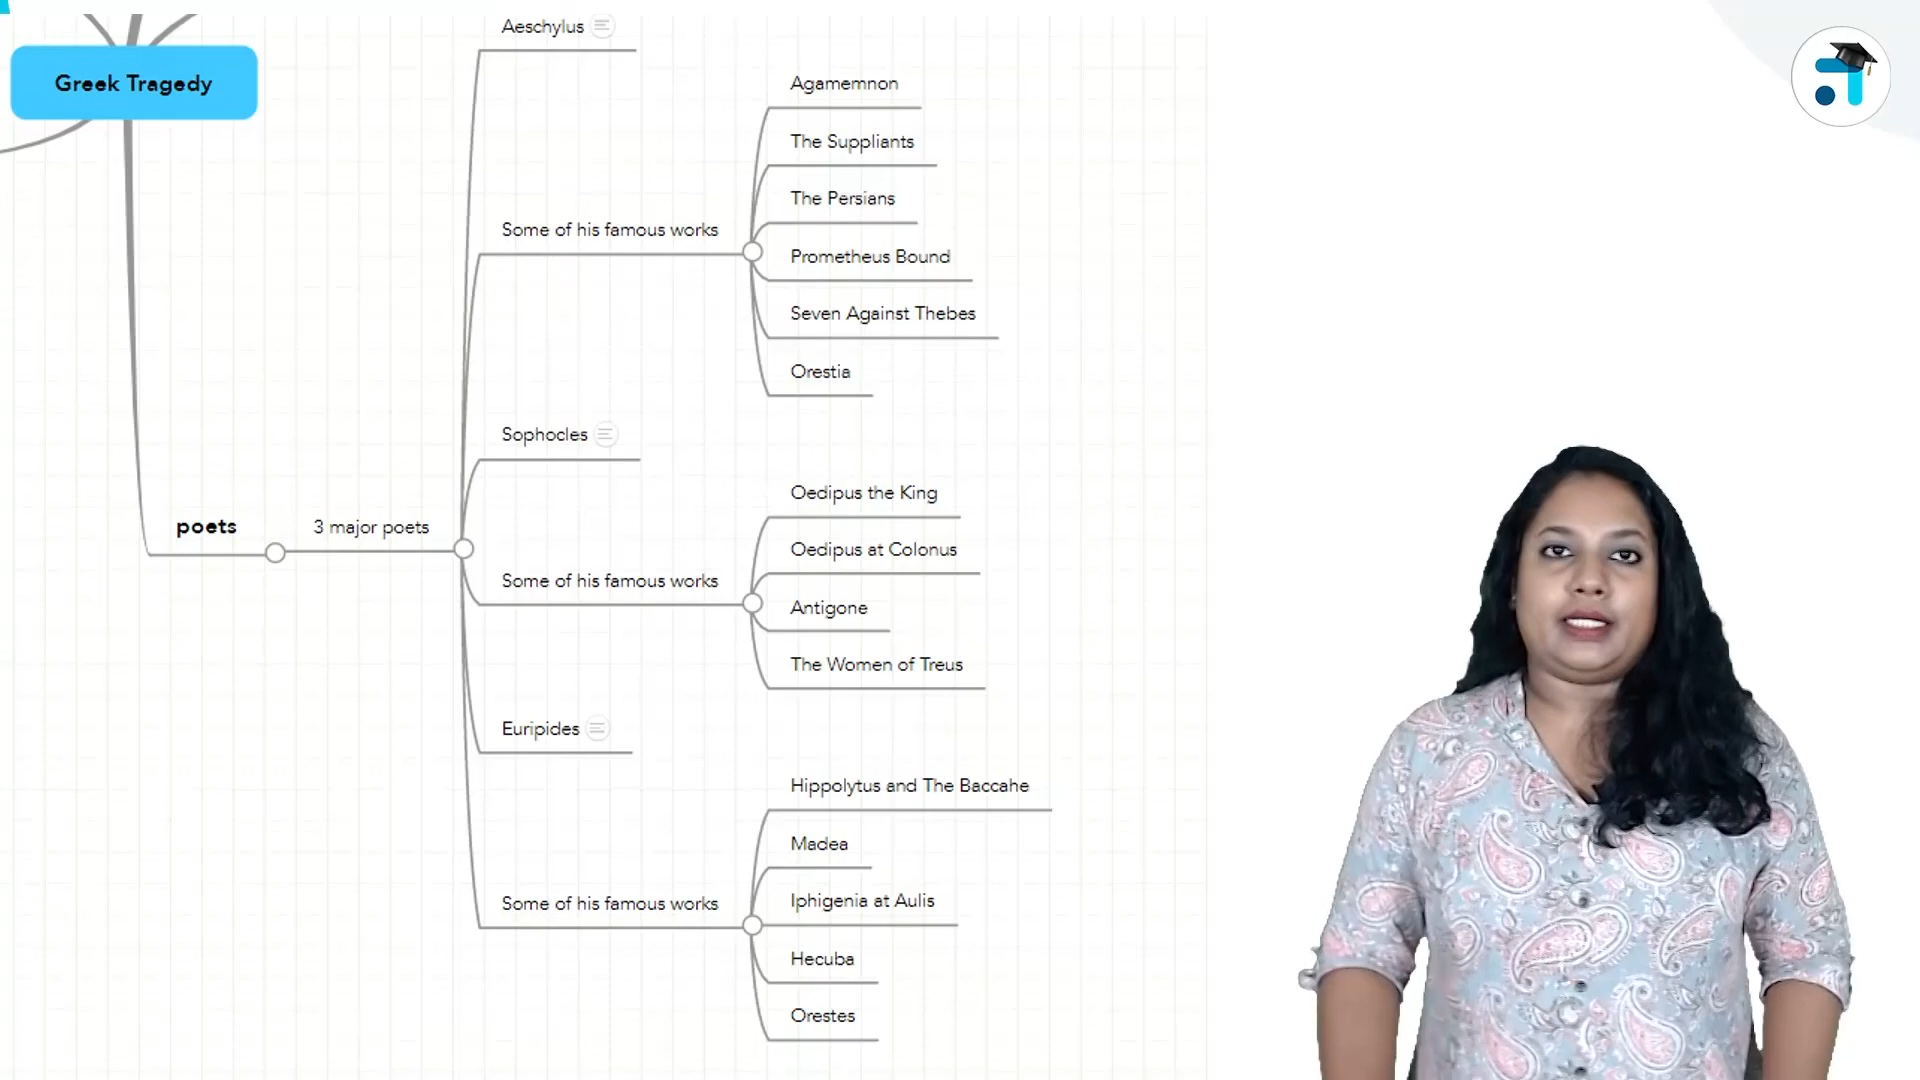 Greek Tragedy
poets
3 major poets
Aeschylus
Some of his famous works
Agamemnon
The Suppliants
The Persians
Prometheus Bound
Seven Against Thebes
Orestia
Sophocles
Some of his famous works
Oedipus the King
Oedipus at Colonus
Antigone
The Women of Treus
Euripides
Some of his famous works
Hippolytus and The Baccahe
Madea
Iphigenia at Aulis
Hecuba
Orestes